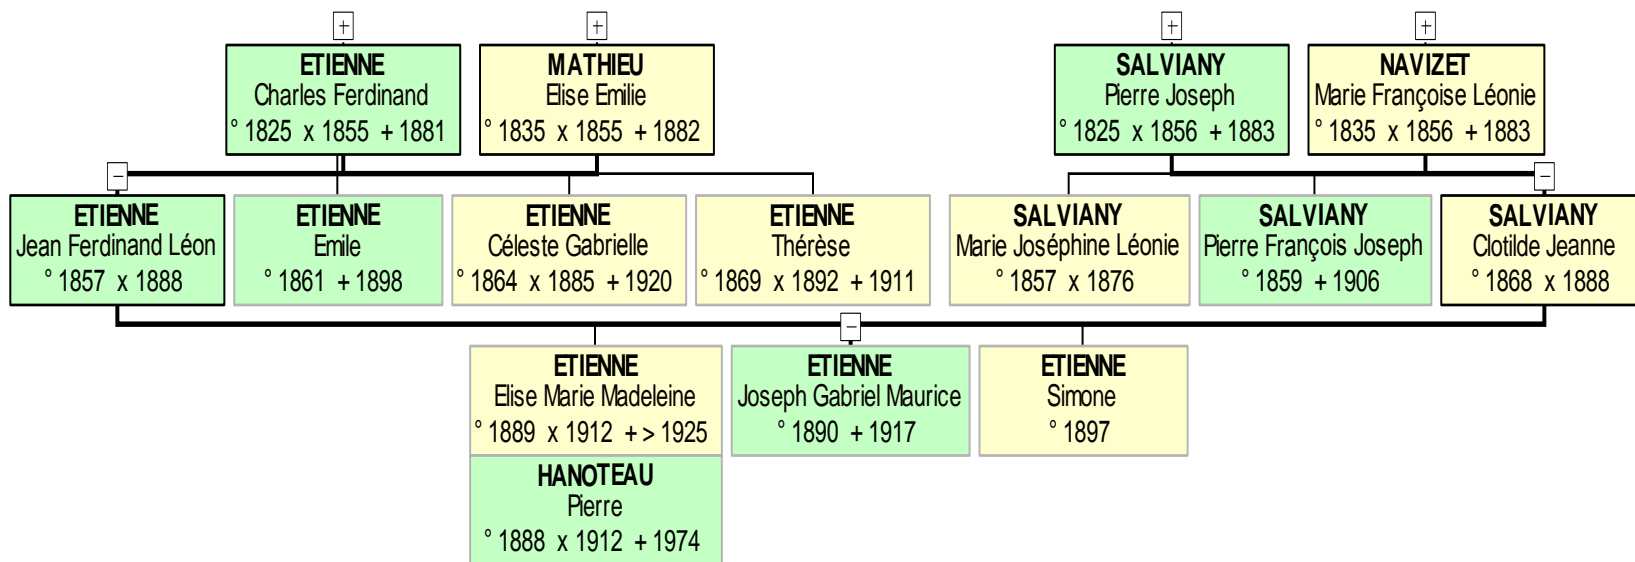 ETIENNE
Charles Ferdinand
° 1825 x 1855 + 1881
MATHIEU
Elise Emilie
° 1835 x 1855 + 1882
SALVIANY
Pierre Joseph
° 1825 x 1856 + 1883
NAVIZET
Marie Françoise Léonie
° 1835 x 1856 + 1883
ETIENNE
Jean Ferdinand Léon
° 1857 x 1888
ETIENNE
Emile
° 1861 + 1898
ETIENNE
Céleste Gabrielle
° 1864 x 1885 + 1920
ETIENNE
Thérèse
° 1869 x 1892 + 1911
SALVIANY
Marie Joséphine Léonie
° 1857 x 1876
SALVIANY
Pierre François Joseph
° 1859 + 1906
SALVIANY
Clotilde Jeanne
° 1868 x 1888
ETIENNE
Elise Marie Madeleine
° 1889 x 1912 + > 1925
ETIENNE
Joseph Gabriel Maurice
° 1890 + 1917
ETIENNE
Simone
° 1897
HANOTEAU
Pierre
° 1888 x 1912 + 1974